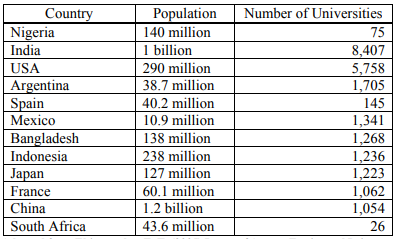 Country Population Number of Universities
Nigeria 140 million 75
India 1 billion 8,407
USA 290 million 5,758
Argentina 38.7 million 1,705
Spain 40.2 million 145
Mexico 10.9 million 1,341
Bangladesh 138 million 1,268
Indonesia 238 million 1,236
Japan 127 million 1,223
France 60.1 million 1,062
China 1.2 billion 1,054
South Africa 43.6 million 26